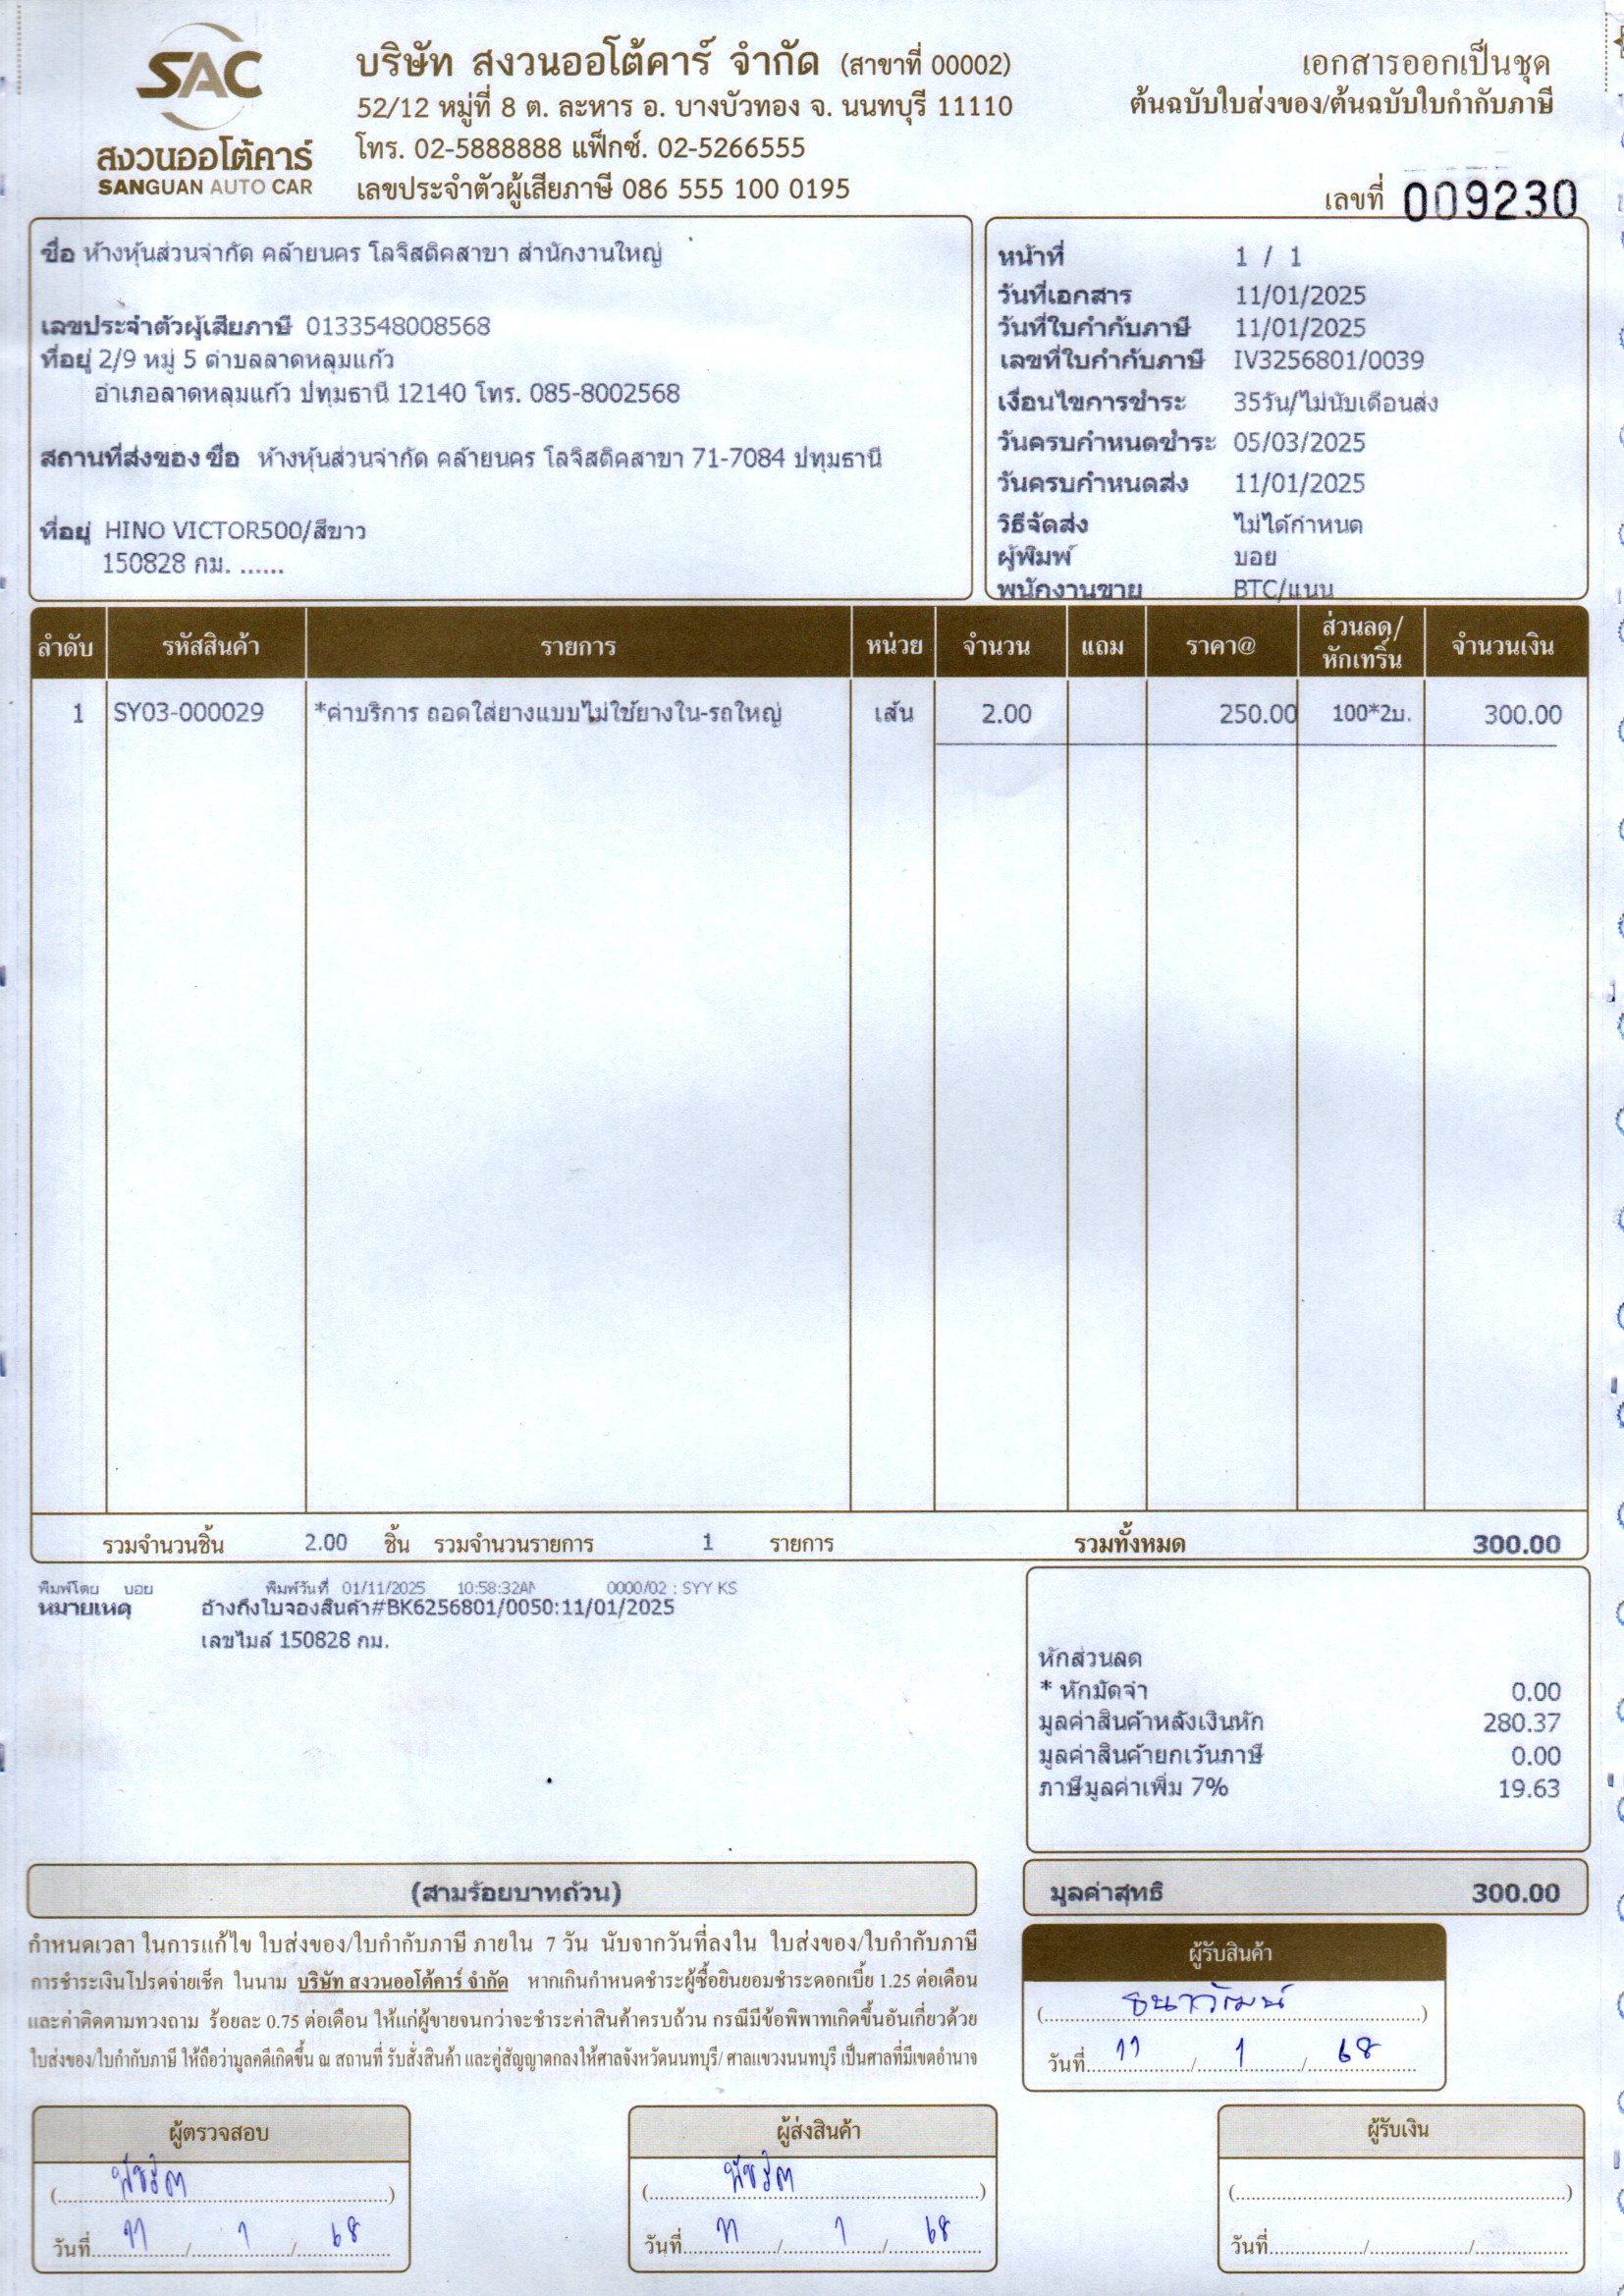 SAC
สงวนออโต้คาร์
SANGUAN AUTO CAR
บริษัท สงวนออโต้คาร์ จำกัด (สาขาที่ 00002)
52/12 หมู่ที่ 8 ต. ละหาร อ. บางบัวทอง จ. นนทบุรี 11110
โทร. 02-5888888 แฟ็กซ์. 02-5266555
เลขประจำตัวผู้เสียภาษี 086 555 100 0195
เอกสารออกเป็นชุด
ต้นฉบับใบส่งของ/ต้นฉบับใบกำกับภาษี
เลขที่ 009230
ชื่อ ห้างหุ้นส่วนจำกัด คล้ายนคร โลจิสติคสาขา สำนักงานใหญ่
เลขประจำตัวผู้เสียภาษี 0133548008568
ที่อยู่ 2/9 หมู่ 5 ตำบลลาดหลุมแก้ว
อำเภอลาดหลุมแก้ว ปทุมธานี 12140 โทร. 085-8002568
สถานที่ส่งของ ชื่อ ห้างหุ้นส่วนจำกัด คล้ายนคร โลจิสติคสาขา 71-7084 ปทุมธานี
ที่อยู่ HINO VICTOR500/สีขาว
150828 กม. ......
หน้าที่ 1 / 1
วันที่เอกสาร 11/01/2025
วันที่ใบกำกับภาษี 11/01/2025
เลขที่ใบกำกับภาษี IV3256801/0039
เงื่อนไขการชำระ 35วัน/ไม่นับเดือนส่ง
วันครบกำหนดชำระ 05/03/2025
วันครบกำหนดส่ง 11/01/2025
วิธีจัดส่ง ไม่ได้กำหนด
ผู้พิมพ์ บอย
พนักงานขาย BTC/แนน
ลำดับ รหัสสินค้า รายการ หน่วย จำนวน แถม ราคา@ ส่วนลด/หักเทริ์น จำนวนเงิน
1 SY03-000029 *ค่าบริการ ถอดใส่ยางแบบไม่ใช้ยางใน-รถใหญ่ เส้น 2.00 250.00 100*2บ. 300.00
รวมจำนวนชิ้น 2.00 ชิ้น รวมจำนวนรายการ 1 รายการ รวมทั้งหมด 300.00
พิมพ์โดย บอย พิมพ์วันที่ 01/11/2025 10:58:32AM 0000/02 : SYY KS
หมายเหตุ อ้างถึงใบจองสินค้า#BK6256801/0050:11/01/2025
เลขไมล์ 150828 กม.
หักส่วนลด
* หักมัดจำ 0.00
มูลค่าสินค้าหลังเงินหัก 280.37
มูลค่าสินค้ายกเว้นภาษี 0.00
ภาษีมูลค่าเพิ่ม 7% 19.63
(สามร้อยบาทถ้วน)
มูลค่าสุทธิ 300.00
กำหนดเวลา ในการแก้ไข ใบส่งของ/ใบกำกับภาษี ภายใน 7 วัน นับจากวันที่ลงใน ใบส่งของ/ใบกำกับภาษี
การชำระเงินโปรดจ่ายเช็ค ในนาม บริษัท สงวนออโต้คาร์ จำกัด หากเกินกำหนดชำระผู้ซื้อยินยอมชำระดอกเบี้ย 1.25 ต่อเดือน
และค่าติดตามทวงถาม ร้อยละ 0.75 ต่อเดือน ให้แก่ผู้ขายจนกว่าจะชำระค่าสินค้าครบถ้วน กรณีมีข้อพิพาทเกิดขึ้นอันเกี่ยวด้วย
ใบส่งของ/ใบกำกับภาษี ให้ถือว่ามูลคดีเกิดขึ้น ณ สถานที่ รับสั่งสินค้า และคู่สัญญาตกลงให้ศาลจังหวัดนนทบุรี/ ศาลแขวงนนทบุรี เป็นศาลที่มีเขตอำนาจ
ผู้รับสินค้า
(ธนาวัฒน์)
วันที่ 11 / 1 / 68
ผู้ตรวจสอบ
(พัชริดา)
วันที่ 11 / 1 / 68
ผู้ส่งสินค้า
(พัชริดา)
วันที่ 11 / 1 / 68
ผู้รับเงิน
(....................)
วันที่........../........../..........